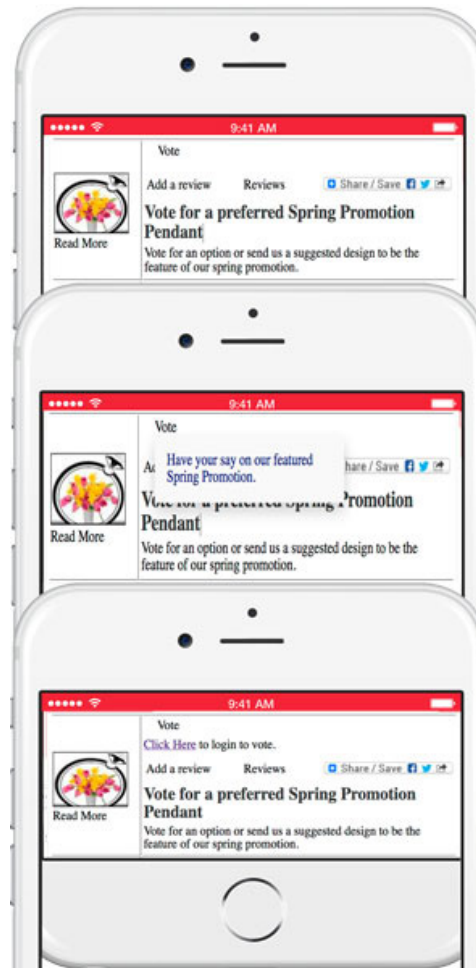 9:41 AM
Vote
Add a review Reviews Share / Save
Vote for a preferred Spring Promotion
Pendant
Read More
Vote for an option or send us a suggested design to be the
feature of our spring promotion.
9:41 AM
Vote
Have your say on our featured
Spring Promotion.
hare / Save
Promotion
Pendant
Read More
Vote for an option or send us a suggested design to be the
feature of our spring promotion.
9:41 AM
Vote
Click Here to login to vote.
Add a review Reviews Share / Save
Vote for a preferred Spring Promotion
Pendant
Read More
Vote for an option or send us a suggested design to be the
feature of our spring promotion.